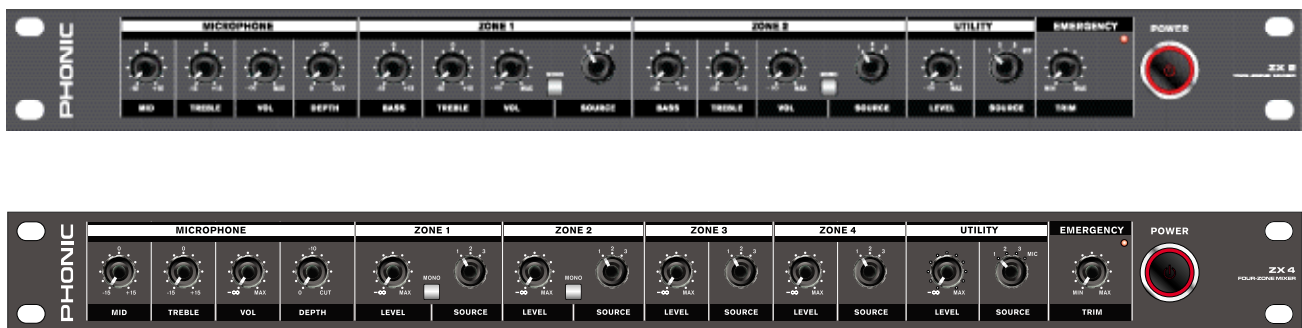 PHONIC
MICROPHONE ZONE 1 ZONE 2 UTILITY EMERGENCY POWER
MID TREBLE VOL DEPTH BASS TREBLE VOL MONO SOURCE BASS TREBLE VOL MONO SOURCE LEVEL SOURCE TRIM
ZX 2
PHONIC
MICROPHONE ZONE 1 ZONE 2 ZONE 3 ZONE 4 UTILITY EMERGENCY POWER
0 0 -10 1 2 3 1 2 3 1 2 3 1 2 3 1 2 3 MIC
MONO MONO
-15 +15 -15 +15 -∞ MAX 0 CUT -∞ MAX -∞ MAX -∞ MAX -∞ MAX -∞ MAX MIN MAX
MID TREBLE VOL DEPTH LEVEL SOURCE LEVEL SOURCE LEVEL SOURCE LEVEL SOURCE LEVEL SOURCE TRIM
ZX 4
FOUR-ZONE MIXER